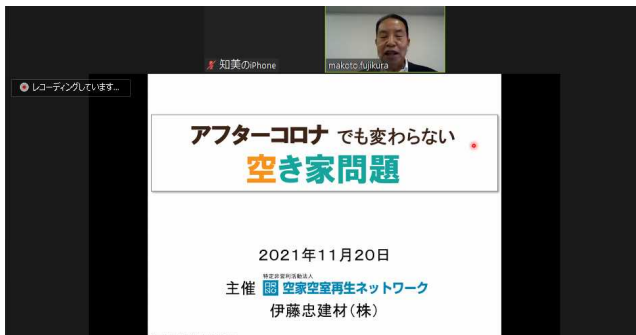 知美のiPhone
makoto fujikura
レコーディングしています...
アフターコロナ でも変わらない
空き家問題
2021年11月20日
特定非営利活動法人
主催 空家空室再生ネットワーク
伊藤忠建材(株)